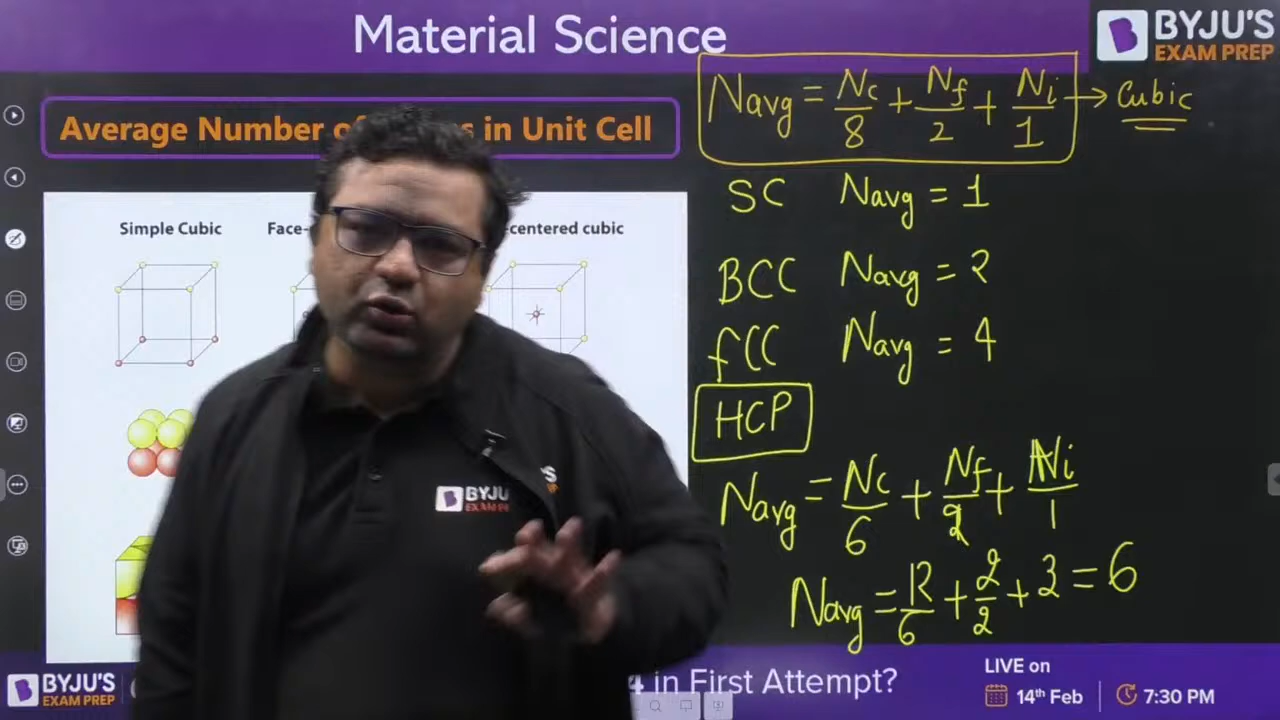 Material Science
BYJU'S
EXAM PREP
Average Number of s in Unit Cell
Simple Cubic
Face-
-centered cubic
Navg = Nc/8 + Nf/2 + Ni/1 → Cubic
SC Navg = 1
BCC Navg = 2
FCC Navg = 4
HCP
Navg = Nc/6 + Nf/2 + Ni/1
Navg = 12/6 + 2/2 + 3 = 6
BYJU
EXAM PREP
BYJU'S
EXAM PREP
4 in First Attempt?
LIVE on
14th Feb
7:30 PM